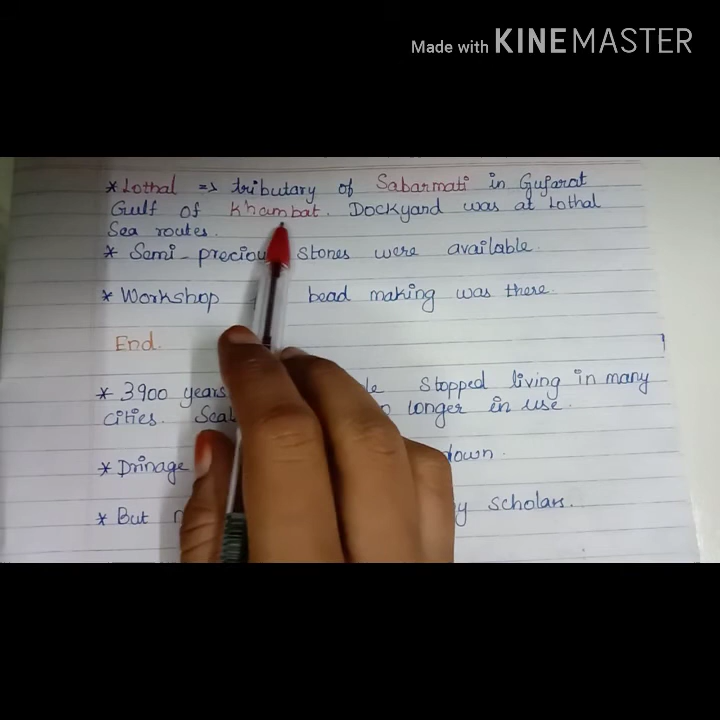 Made with KINEMASTER
* Lothal => tributary of Sabarmati in Gujarat
Gulf of Khambat. Dockyard was at Lothal
Sea routes.
* Semi-precious stones were available.
* Workshop bead making was there.
End.
* 3900 years Stopped living in many
cities. longer in use.
* Drinage down.
* But scholars.